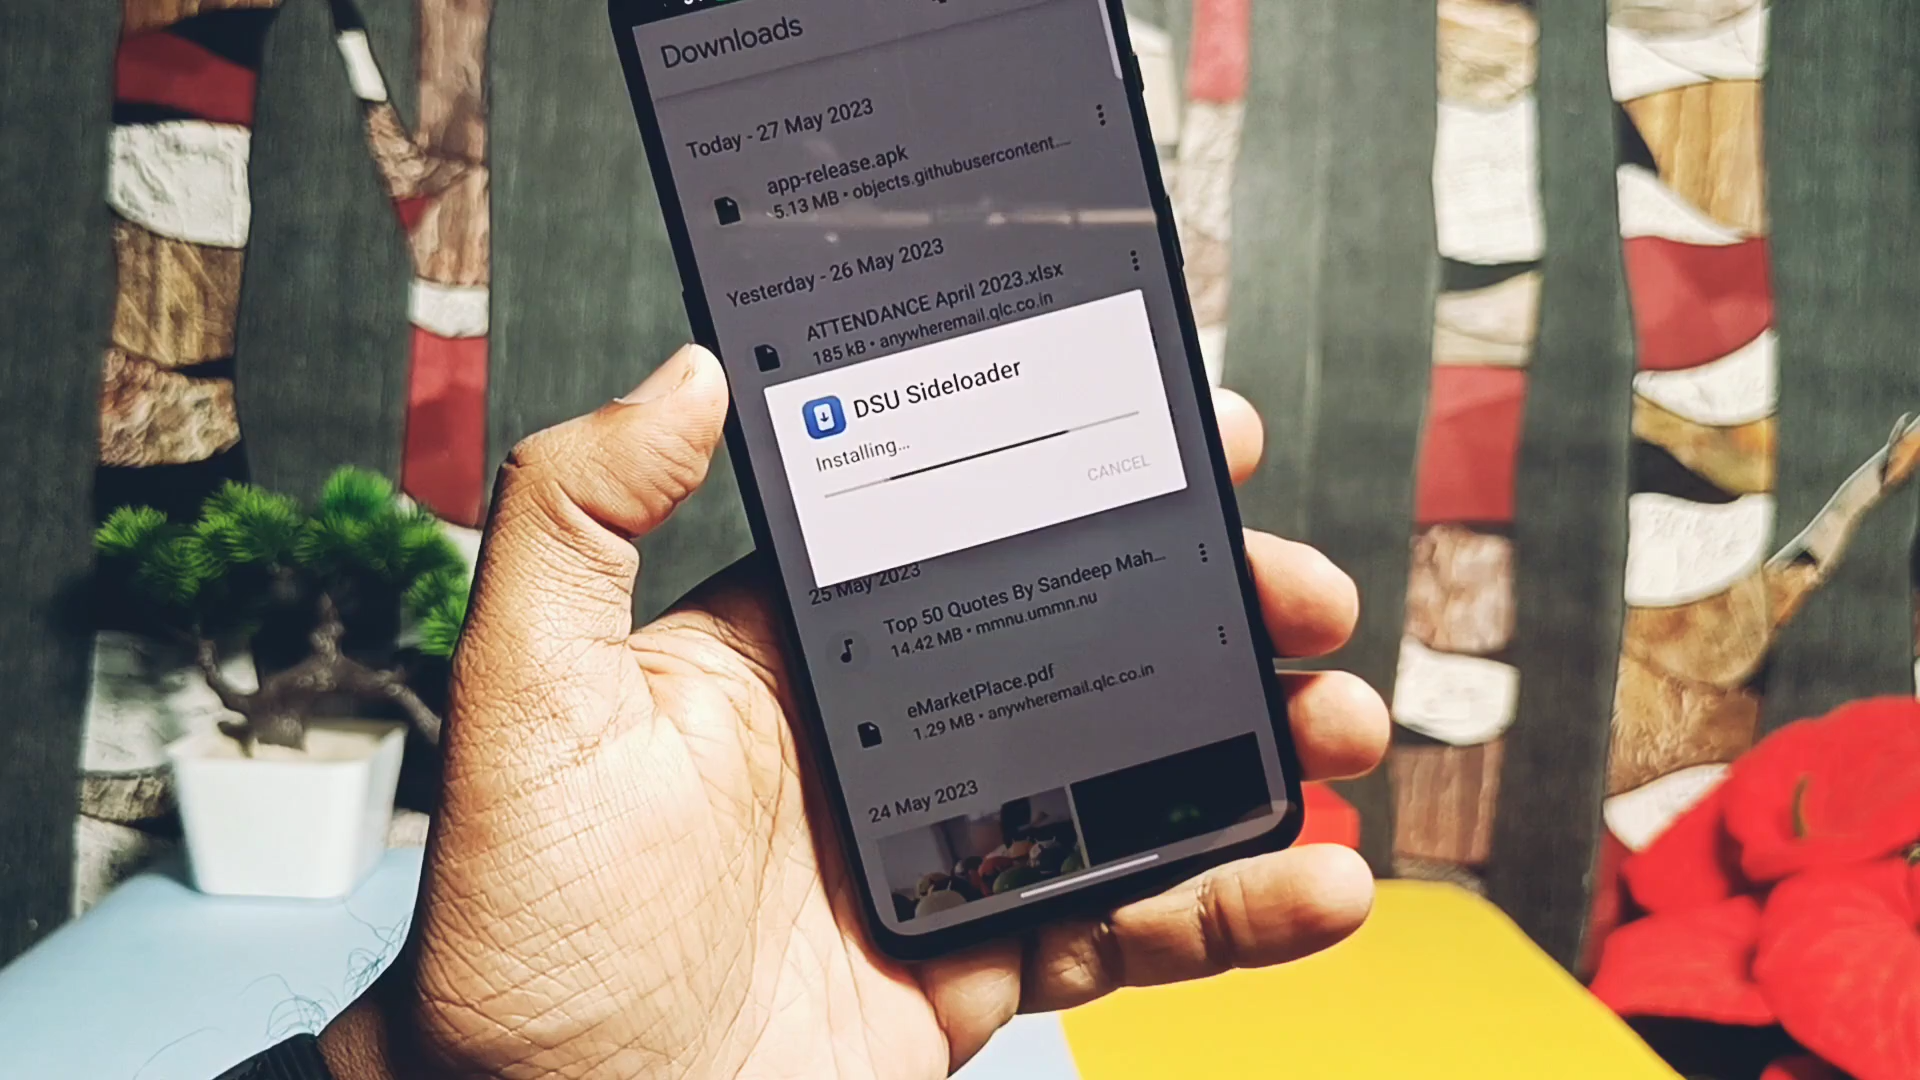 Downloads
Today - 27 May 2023
app-release.apk
5.13 MB • objects.githubusercontent....
Yesterday - 26 May 2023
ATTENDANCE April 2023.xlsx
185 kB • anywheremail.qlc.co.in
DSU Sideloader
Installing...
CANCEL
25 May 2023
Top 50 Quotes By Sandeep Mah...
14.42 MB • mmnu.ummn.nu
eMarketPlace.pdf
1.29 MB • anywheremail.qlc.co.in
24 May 2023